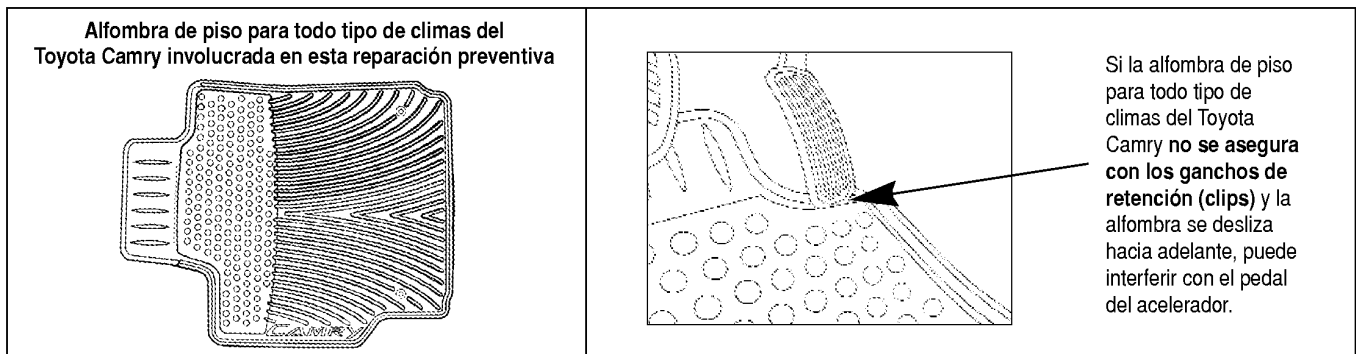 Alfombra de piso para todo tipo de climas del
Toyota Camry involucrada en esta reparación preventiva
CAMRY
Si la alfombra de piso
para todo tipo de
climas del Toyota
Camry no se asegura
con los ganchos de
retención (clips) y la
alfombra se desliza
hacia adelante, puede
interferir con el pedal
del acelerador.